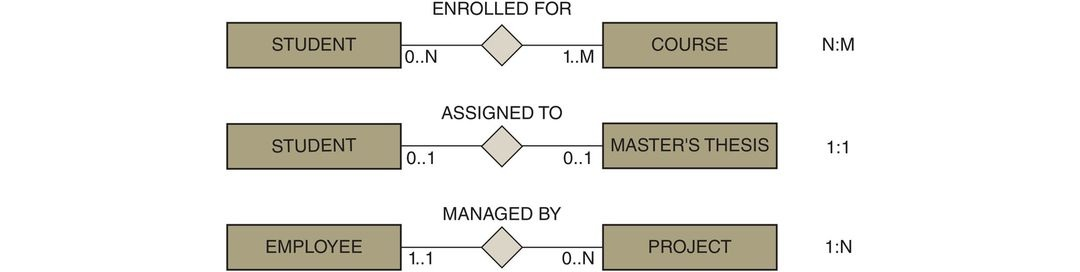 ENROLLED FOR
STUDENT COURSE N:M
0..N 1..M
ASSIGNED TO
STUDENT MASTER'S THESIS 1:1
0..1 0..1
MANAGED BY
EMPLOYEE PROJECT 1:N
1..1 0..N